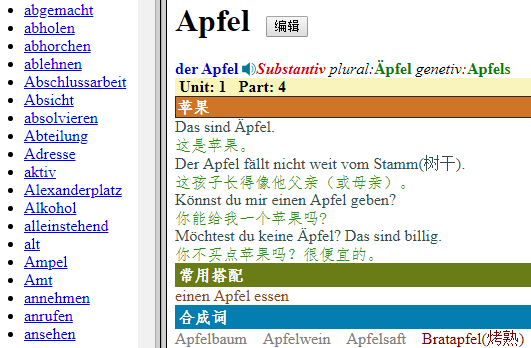 abgemacht
abholen
abhorchen
ablehnen
Abschlussarbeit
Absicht
absolvieren
Abteilung
Adresse
aktiv
Alexanderplatz
Alkohol
alleinstehend
alt
Ampel
Amt
annehmen
anrufen
ansehen
Apfel 编辑
der Apfel Substantiv plural:Äpfel genetiv:Apfels
Unit: 1 Part: 4
苹果
Das sind Äpfel.
这是苹果。
Der Apfel fällt nicht weit vom Stamm(树干).
这孩子长得像他父亲（或母亲）。
Könnst du mir einen Apfel geben?
你能给我一个苹果吗?
Möchtest du keine Äpfel? Das sind billig.
你不买点苹果吗？很便宜的。
常用搭配
einen Apfel essen
合成词
Apfelbaum Apfelwein Apfelsaft Bratapfel(烤熟)